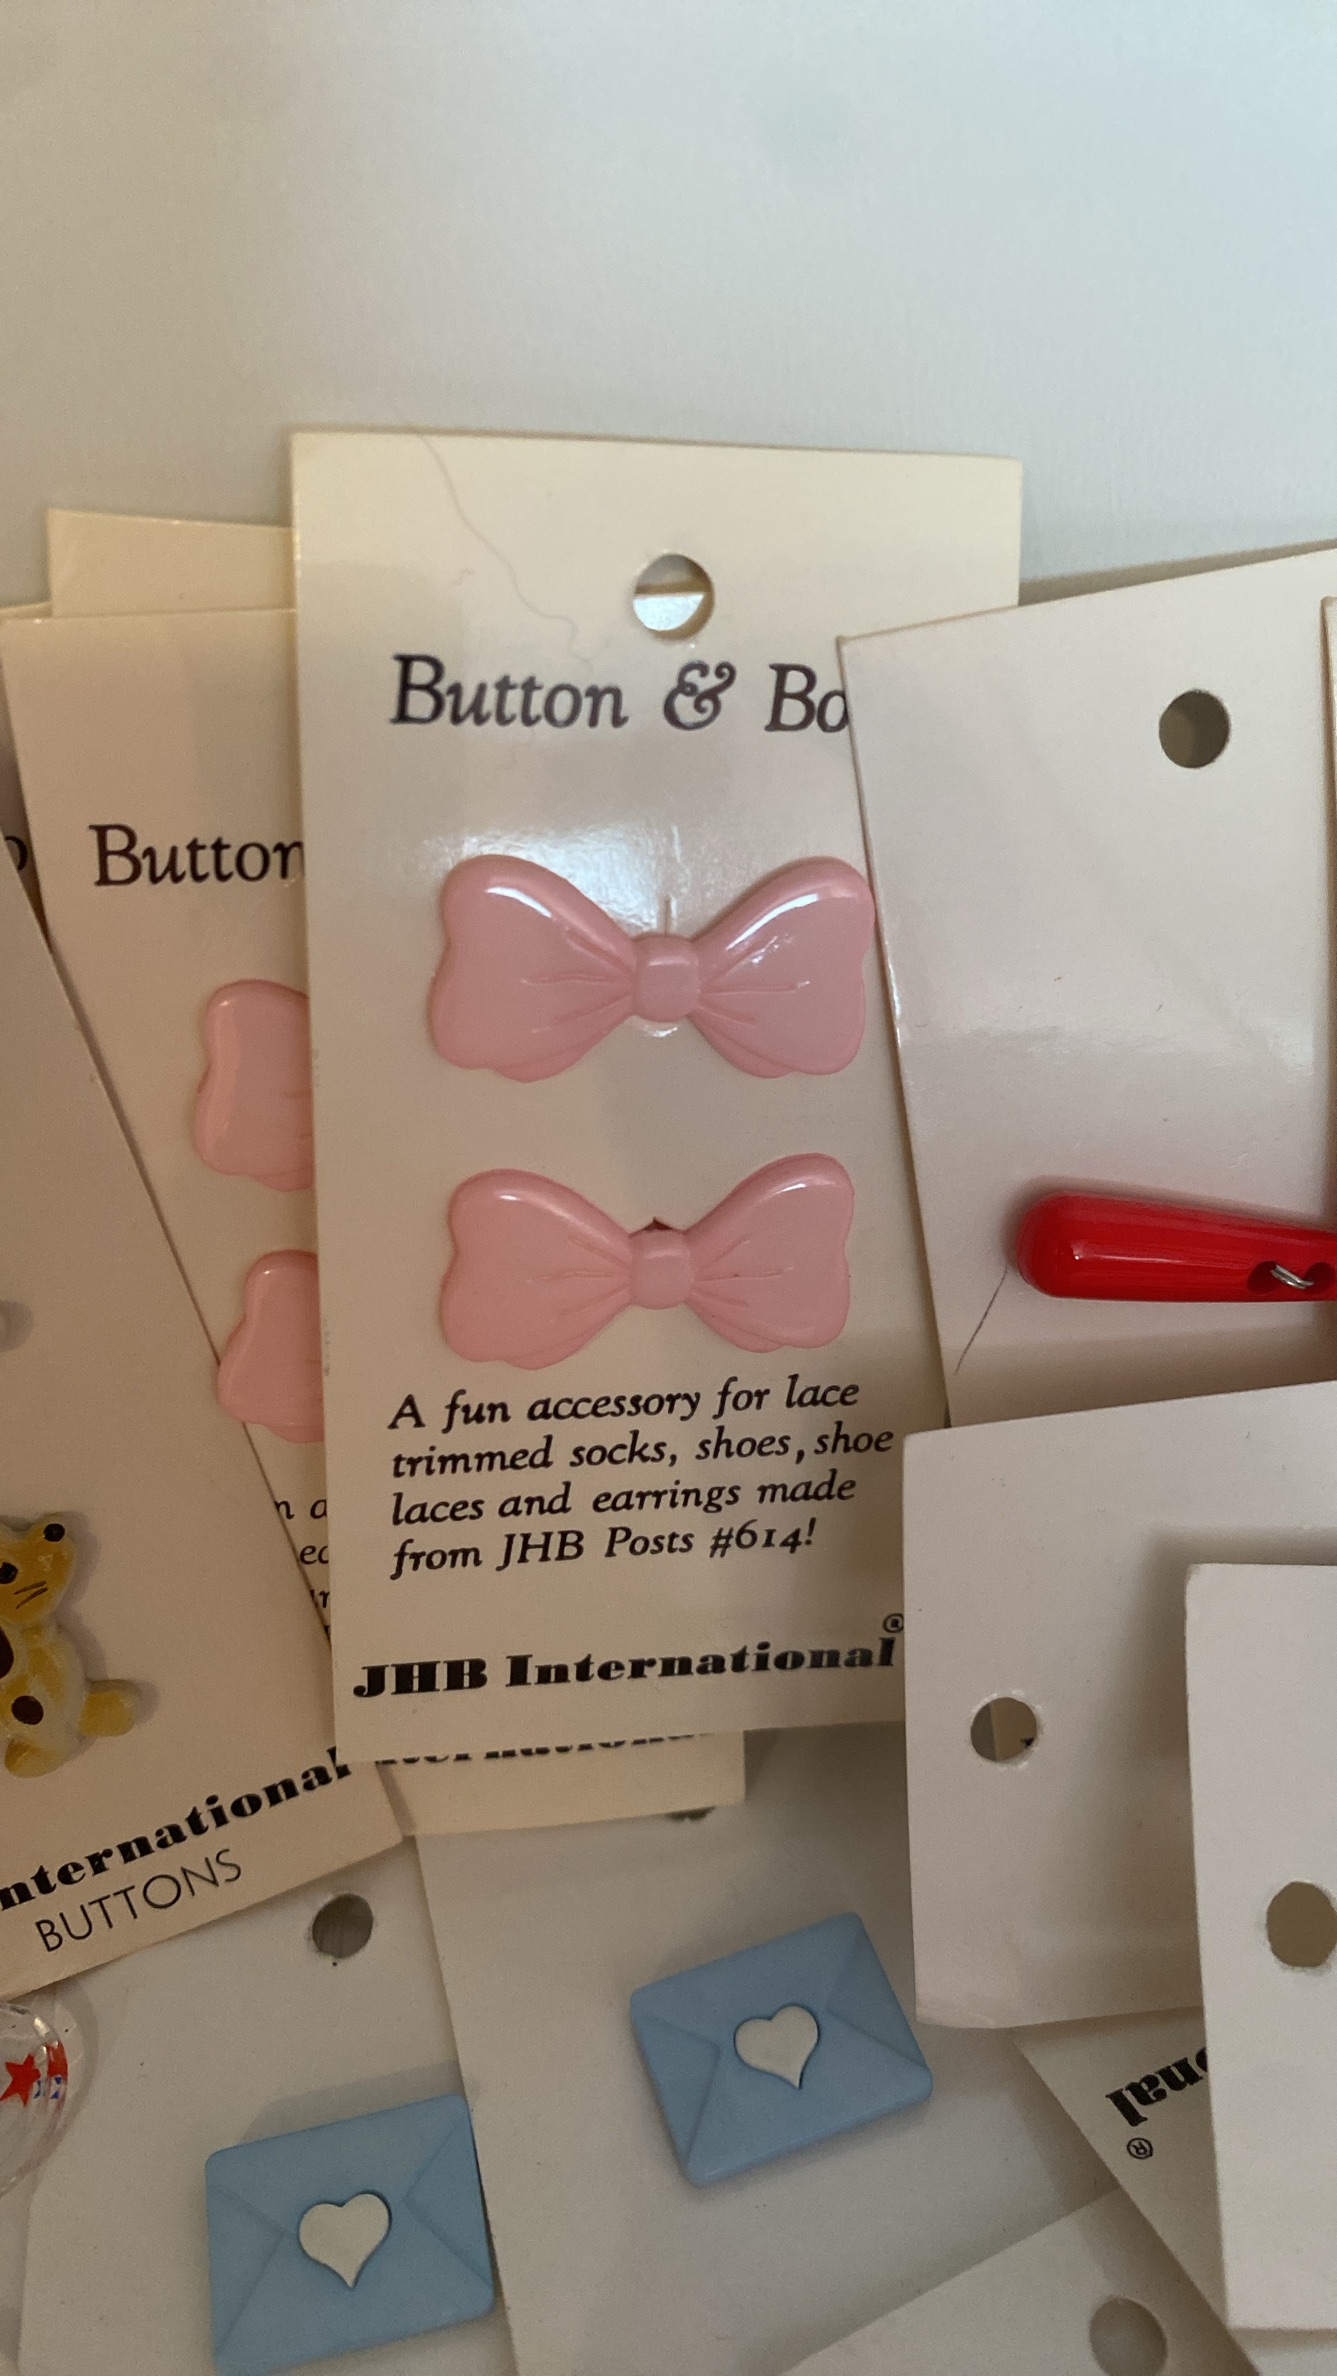 Button & Bo
Button
A fun accessory for lace
trimmed socks, shoes, shoe
laces and earrings made
from JHB Posts #614!
JHB International®
nternational
BUTTONS
nal
®